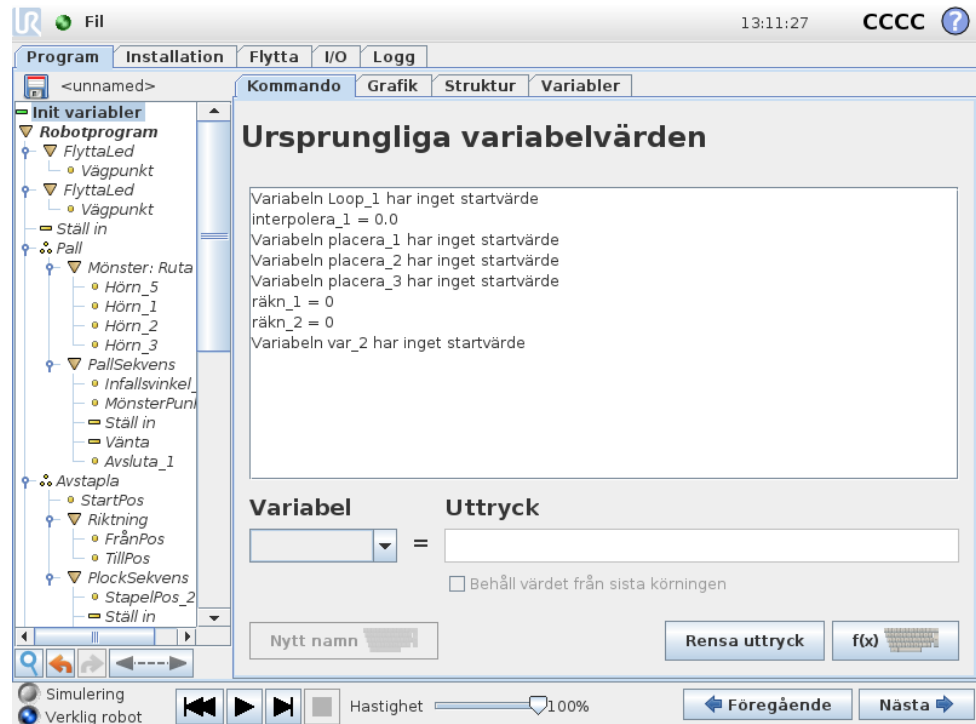 UR Fil 13:11:27 CCCC ?
Program Installation Flytta I/O Logg
<unnamed>
Kommando Grafik Struktur Variabler
Init variabler
Robotprogram
FlyttaLed
Vägpunkt
FlyttaLed
Vägpunkt
Ställ in
Pall
Mönster: Ruta
Hörn_5
Hörn_1
Hörn_2
Hörn_3
PallSekvens
Infallsvinkel_
MönsterPunl
Ställ in
Vänta
Avsluta_1
Avstapla
StartPos
Riktning
FrånPos
TillPos
PlockSekvens
StapelPos_2
Ställ in
Ursprungliga variabelvärden
Variabeln Loop_1 har inget startvärde
interpolera_1 = 0.0
Variabeln placera_1 har inget startvärde
Variabeln placera_2 har inget startvärde
Variabeln placera_3 har inget startvärde
räkn_1 = 0
räkn_2 = 0
Variabeln var_2 har inget startvärde
Variabel Uttryck
=
Behåll värdet från sista körningen
Nytt namn Rensa uttryck f(x)
Simulering
Verklig robot
Hastighet 100%
Föregående Nästa